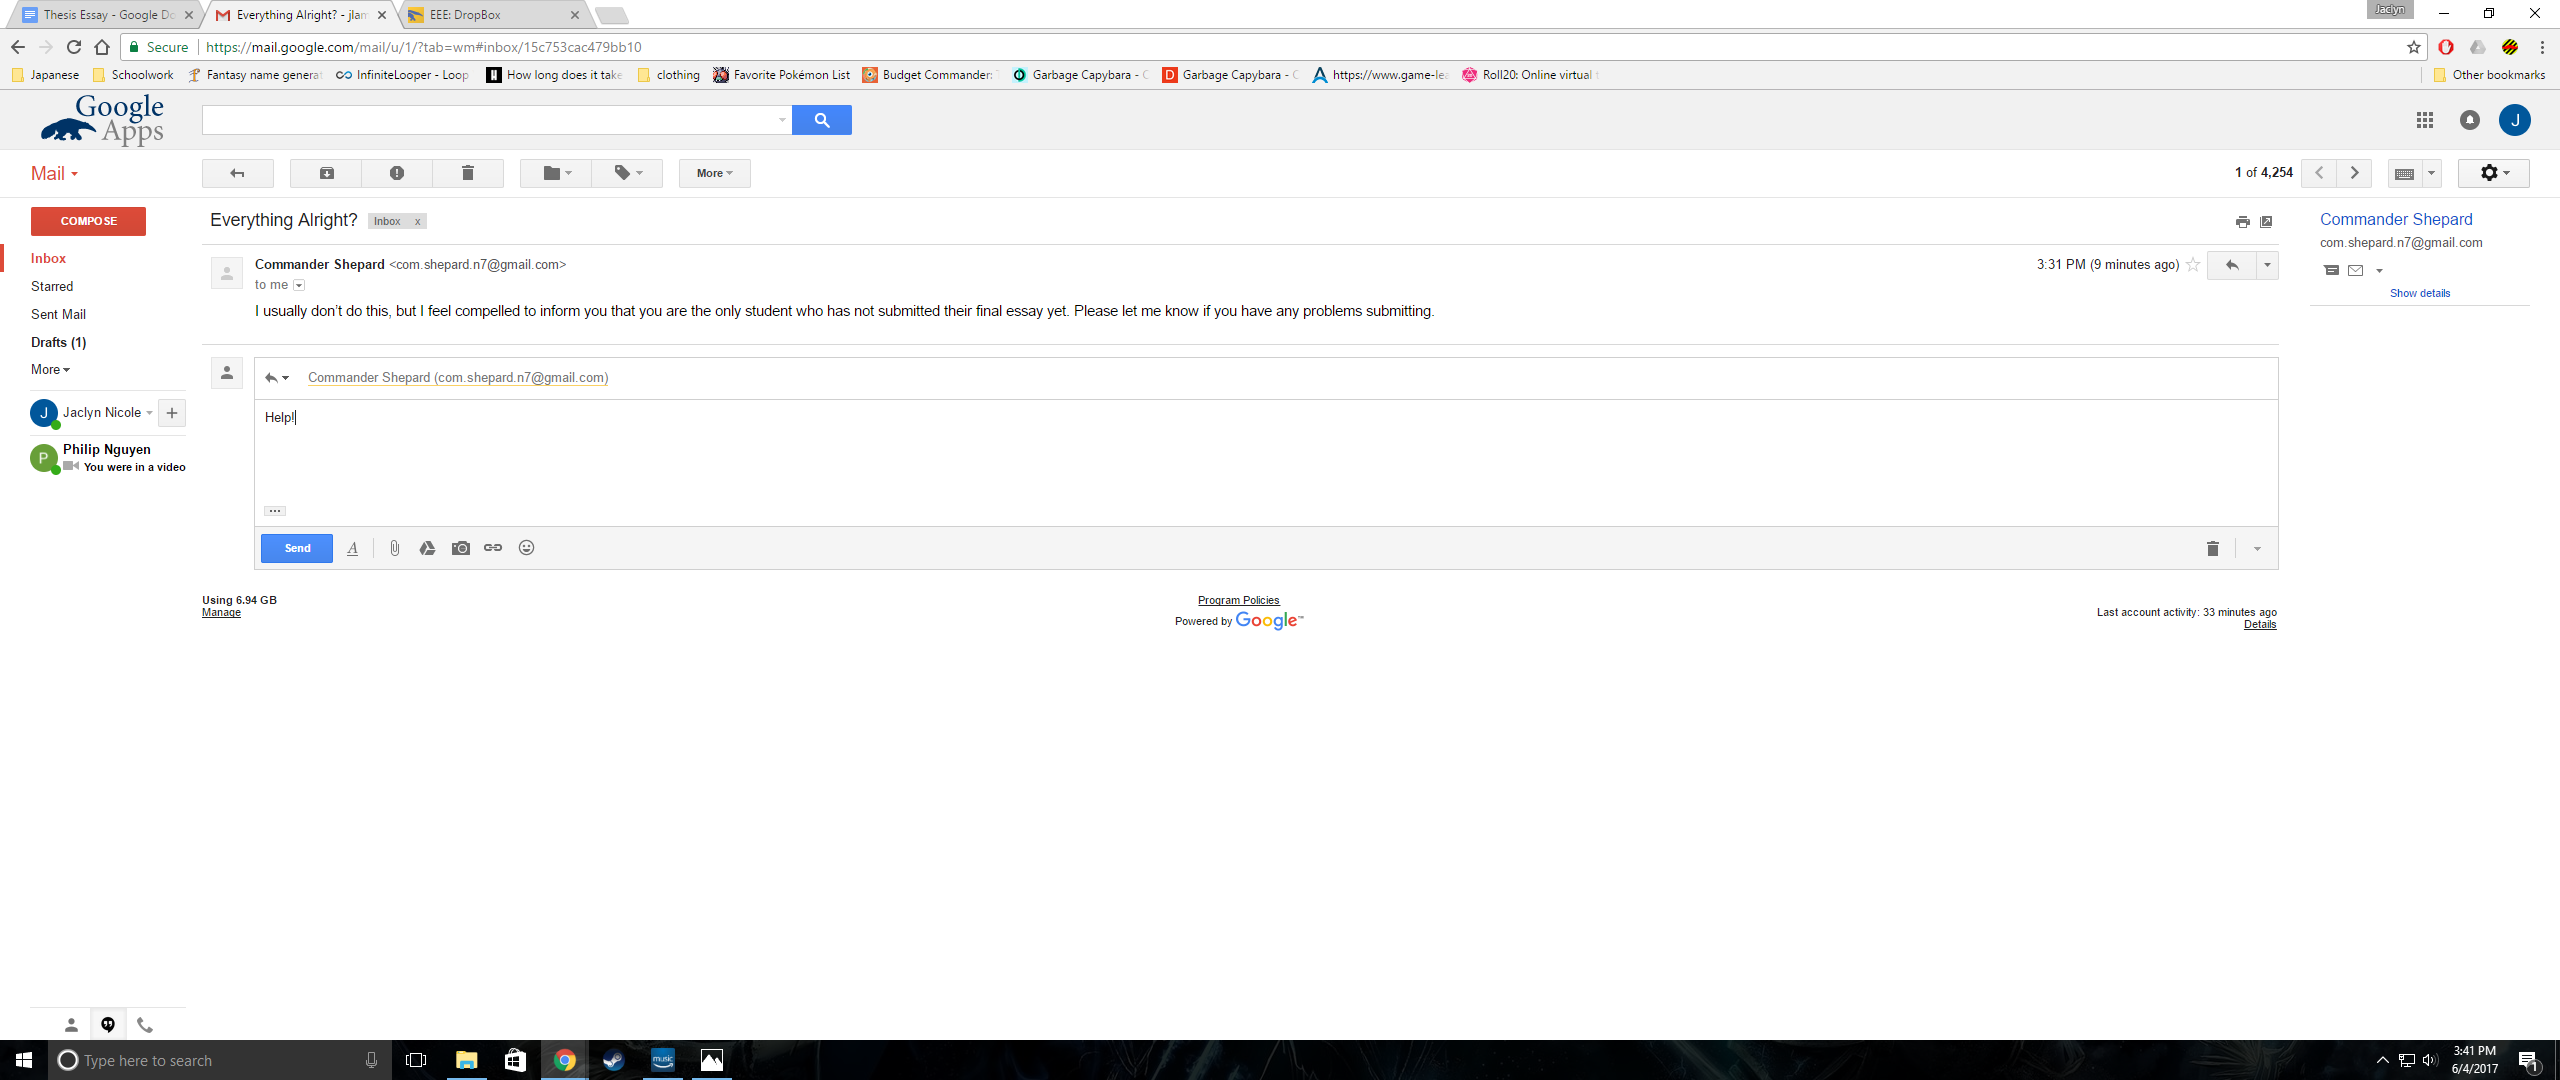 Thesis Essay - Google Do
Everything Alright? - jlam
EEE: DropBox
Jaclyn
Secure
https://mail.google.com/mail/u/1/?tab=wm#inbox/15c753cac479bb10
Japanese
Schoolwork
Fantasy name generat
InfiniteLooper - Loop
How long does it take
clothing
Favorite Pokémon List
Budget Commander:
Garbage Capybara - C
Garbage Capybara - C
https://www.game-lea
Roll20: Online virtual
Other bookmarks
Google
Apps
J
Mail
More
1 of 4,254
COMPOSE
Everything Alright?
Inbox x
Commander Shepard
com.shepard.n7@gmail.com
Show details
Inbox
Starred
Sent Mail
Drafts (1)
More
J Jaclyn Nicole
P Philip Nguyen
You were in a video
Commander Shepard <com.shepard.n7@gmail.com>
3:31 PM (9 minutes ago)
to me
I usually don't do this, but I feel compelled to inform you that you are the only student who has not submitted their final essay yet. Please let me know if you have any problems submitting.
Commander Shepard (com.shepard.n7@gmail.com)
Help!
Send
Using 6.94 GB
Manage
Program Policies
Powered by Google™
Last account activity: 33 minutes ago
Details
Type here to search
music
3:41 PM
6/4/2017
1